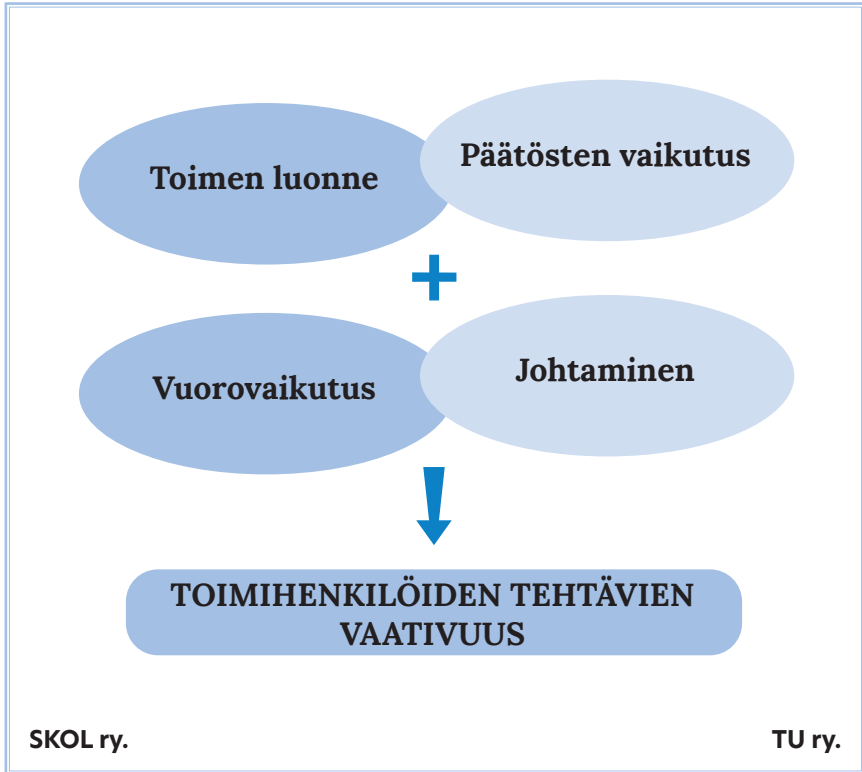 Toimen luonne
Päätösten vaikutus
+
Vuorovaikutus
Johtaminen
TOIMIHENKILÖIDEN TEHTÄVIEN
VAATIVUUS
SKOL ry.
TU ry.